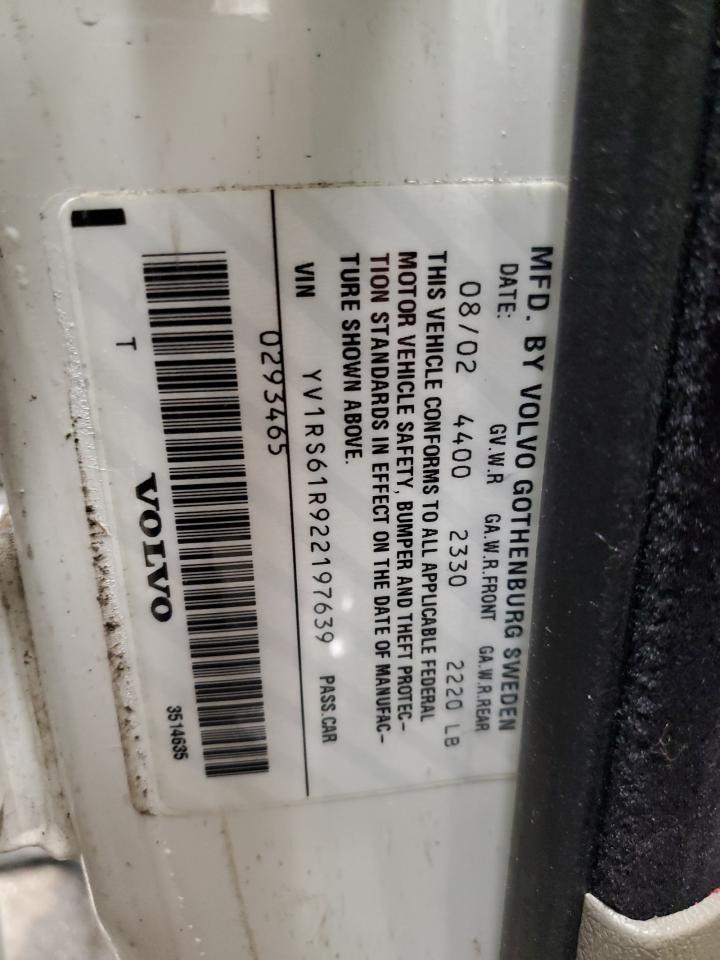 MFD. BY VOLVO GOTHENBURG SWEDEN
DATE: GV.W.R GA.W.R.FRONT GA.W.R.REAR
08/02 4400 2330 2220 LB
THIS VEHICLE CONFORMS TO ALL APPLICABLE FEDERAL
MOTOR VEHICLE SAFETY, BUMPER AND THEFT PROTEC-
TION STANDARDS IN EFFECT ON THE DATE OF MANUFAC-
TURE SHOWN ABOVE.
VIN YV1RS61R922197639 PASS.CAR
0293465
T VOLVO 3514635